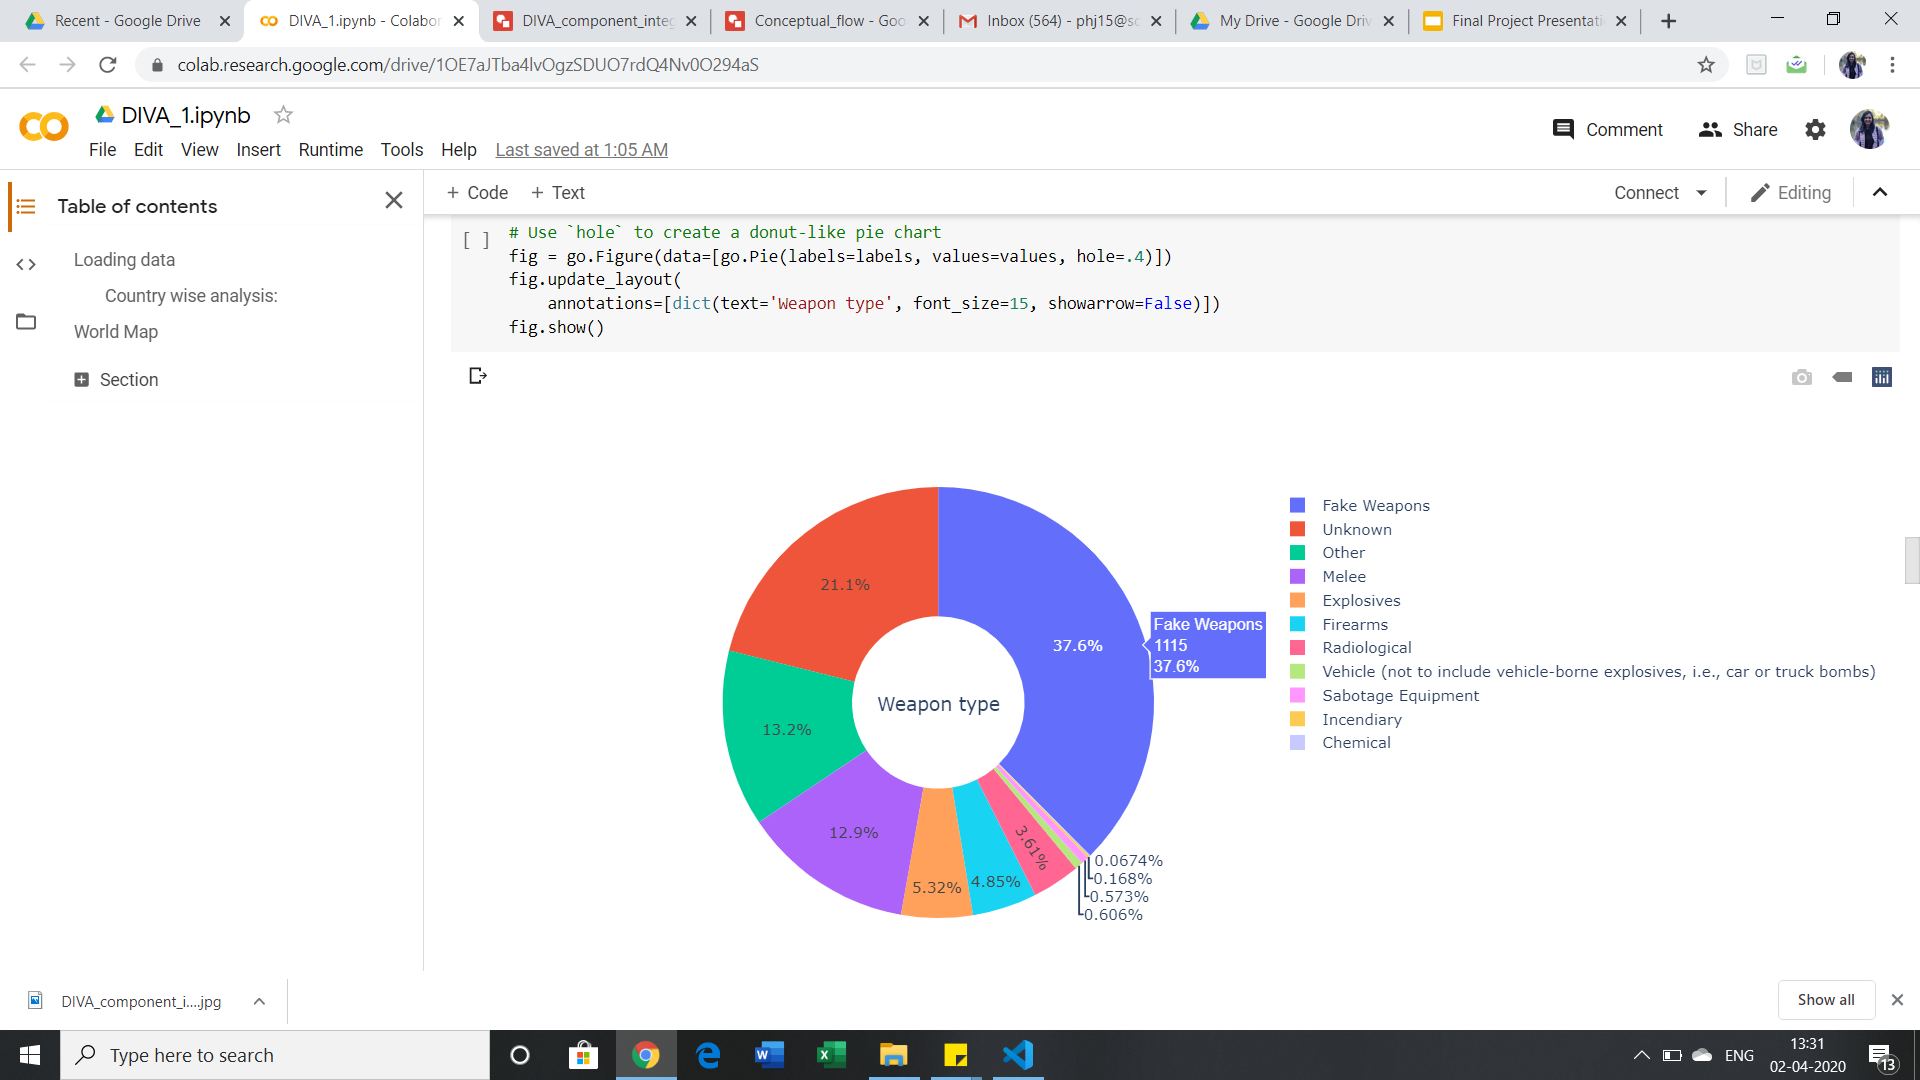 Recent - Google Drive
DIVA_1.ipynb - Colabor
DIVA_component_integ
Conceptual_flow - Goo
Inbox (564) - phj15@sc
My Drive - Google Driv
Final Project Presentati
colab.research.google.com/drive/1OE7aJTba4lvOgzSDUO7rdQ4Nv0O294aS
DIVA_1.ipynb
Comment
Share
File Edit View Insert Runtime Tools Help Last saved at 1:05 AM
Table of contents
+ Code + Text
Connect
Editing
Loading data
Country wise analysis:
World Map
Section
[ ]
# Use `hole` to create a donut-like pie chart
fig = go.Figure(data=[go.Pie(labels=labels, values=values, hole=.4)])
fig.update_layout(
annotations=[dict(text='Weapon type', font_size=15, showarrow=False)])
fig.show()
21.1%
37.6%
13.2%
12.9%
5.32%
4.85%
3.61%
0.0674%
0.168%
0.573%
0.606%
Weapon type
Fake Weapons
1115
37.6%
Fake Weapons
Unknown
Other
Melee
Explosives
Firearms
Radiological
Vehicle (not to include vehicle-borne explosives, i.e., car or truck bombs)
Sabotage Equipment
Incendiary
Chemical
DIVA_component_i....jpg
Show all
Type here to search
ENG
13:31
02-04-2020
13